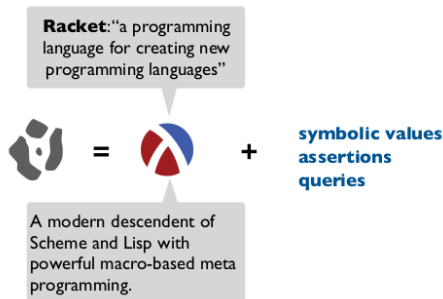 Racket:“a programming
language for creating new
programming languages”
=
+
symbolic values
assertions
queries
A modern descendent of
Scheme and Lisp with
powerful macro-based meta
programming.